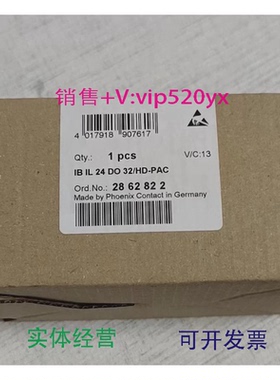 销售+V:vip520yx
4 017918 907617
Qty.: 1 pcs V/C:13
IB IL 24 DO 32/HD-PAC
Ord.No.: 28 62 82 2
Made by Phoenix Contact in Germany
实体经营 可开发票